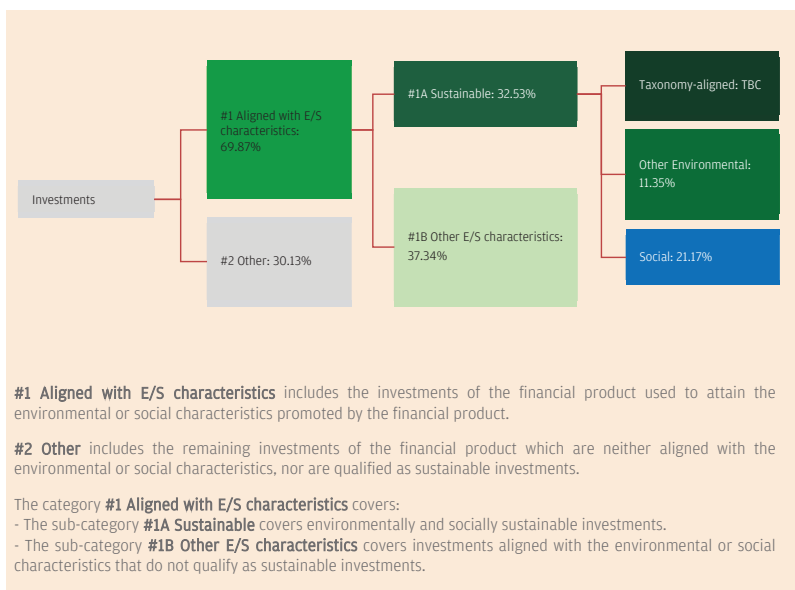 Investments
#1 Aligned with E/S
characteristics:
69.87%
#2 Other: 30.13%
#1A Sustainable: 32.53%
#1B Other E/S characteristics:
37.34%
Taxonomy-aligned: TBC
Other Environmental:
11.35%
Social: 21.17%
#1 Aligned with E/S characteristics includes the investments of the financial product used to attain the
environmental or social characteristics promoted by the financial product.
#2 Other includes the remaining investments of the financial product which are neither aligned with the
environmental or social characteristics, nor are qualified as sustainable investments.
The category #1 Aligned with E/S characteristics covers:
- The sub-category #1A Sustainable covers environmentally and socially sustainable investments.
- The sub-category #1B Other E/S characteristics covers investments aligned with the environmental or social
characteristics that do not qualify as sustainable investments.